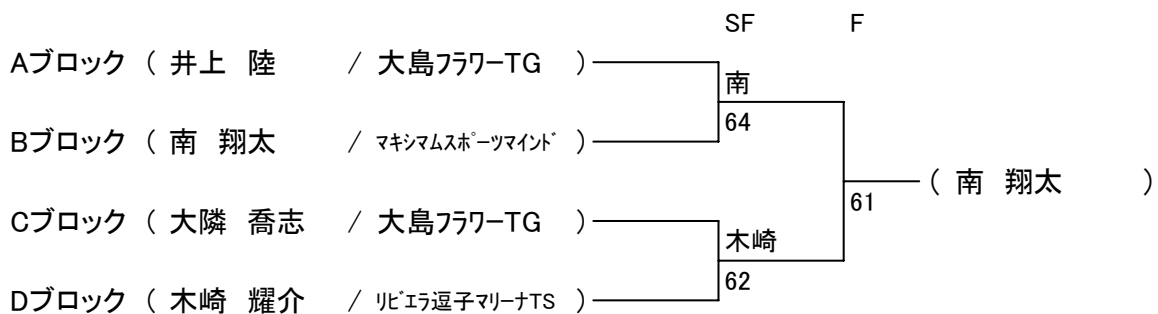 SF F
Aブロック ( 井上 陸 / 大島ﾌﾗﾜｰTG )
南
64
Bブロック ( 南 翔太 / ﾏｷｼﾏﾑｽﾎﾟｰﾂﾏｲﾝﾄﾞ )
( 南 翔太 )
61
Cブロック ( 大隣 喬志 / 大島ﾌﾗﾜｰTG )
木崎
62
Dブロック ( 木崎 耀介 / ﾘﾋﾞｴﾗ逗子ﾏﾘｰﾅTS )